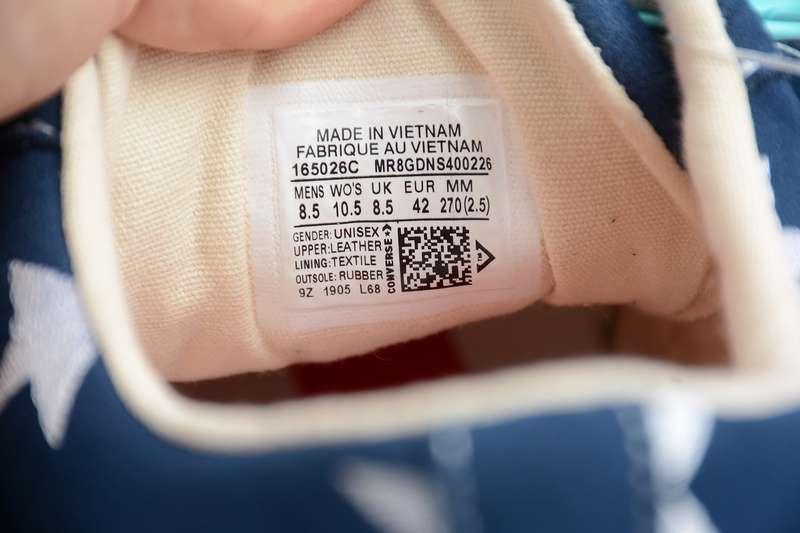 MADE IN VIETNAM
FABRIQUE AU VIETNAM
165026C MR8GDNS400226
MENS WO'S UK EUR MM
8.5 10.5 8.5 42 270(2.5)
GENDER: UNISEX
UPPER: LEATHER
LINING: TEXTILE
OUTSOLE: RUBBER
9Z 1905 L68
CONVERSE
TM